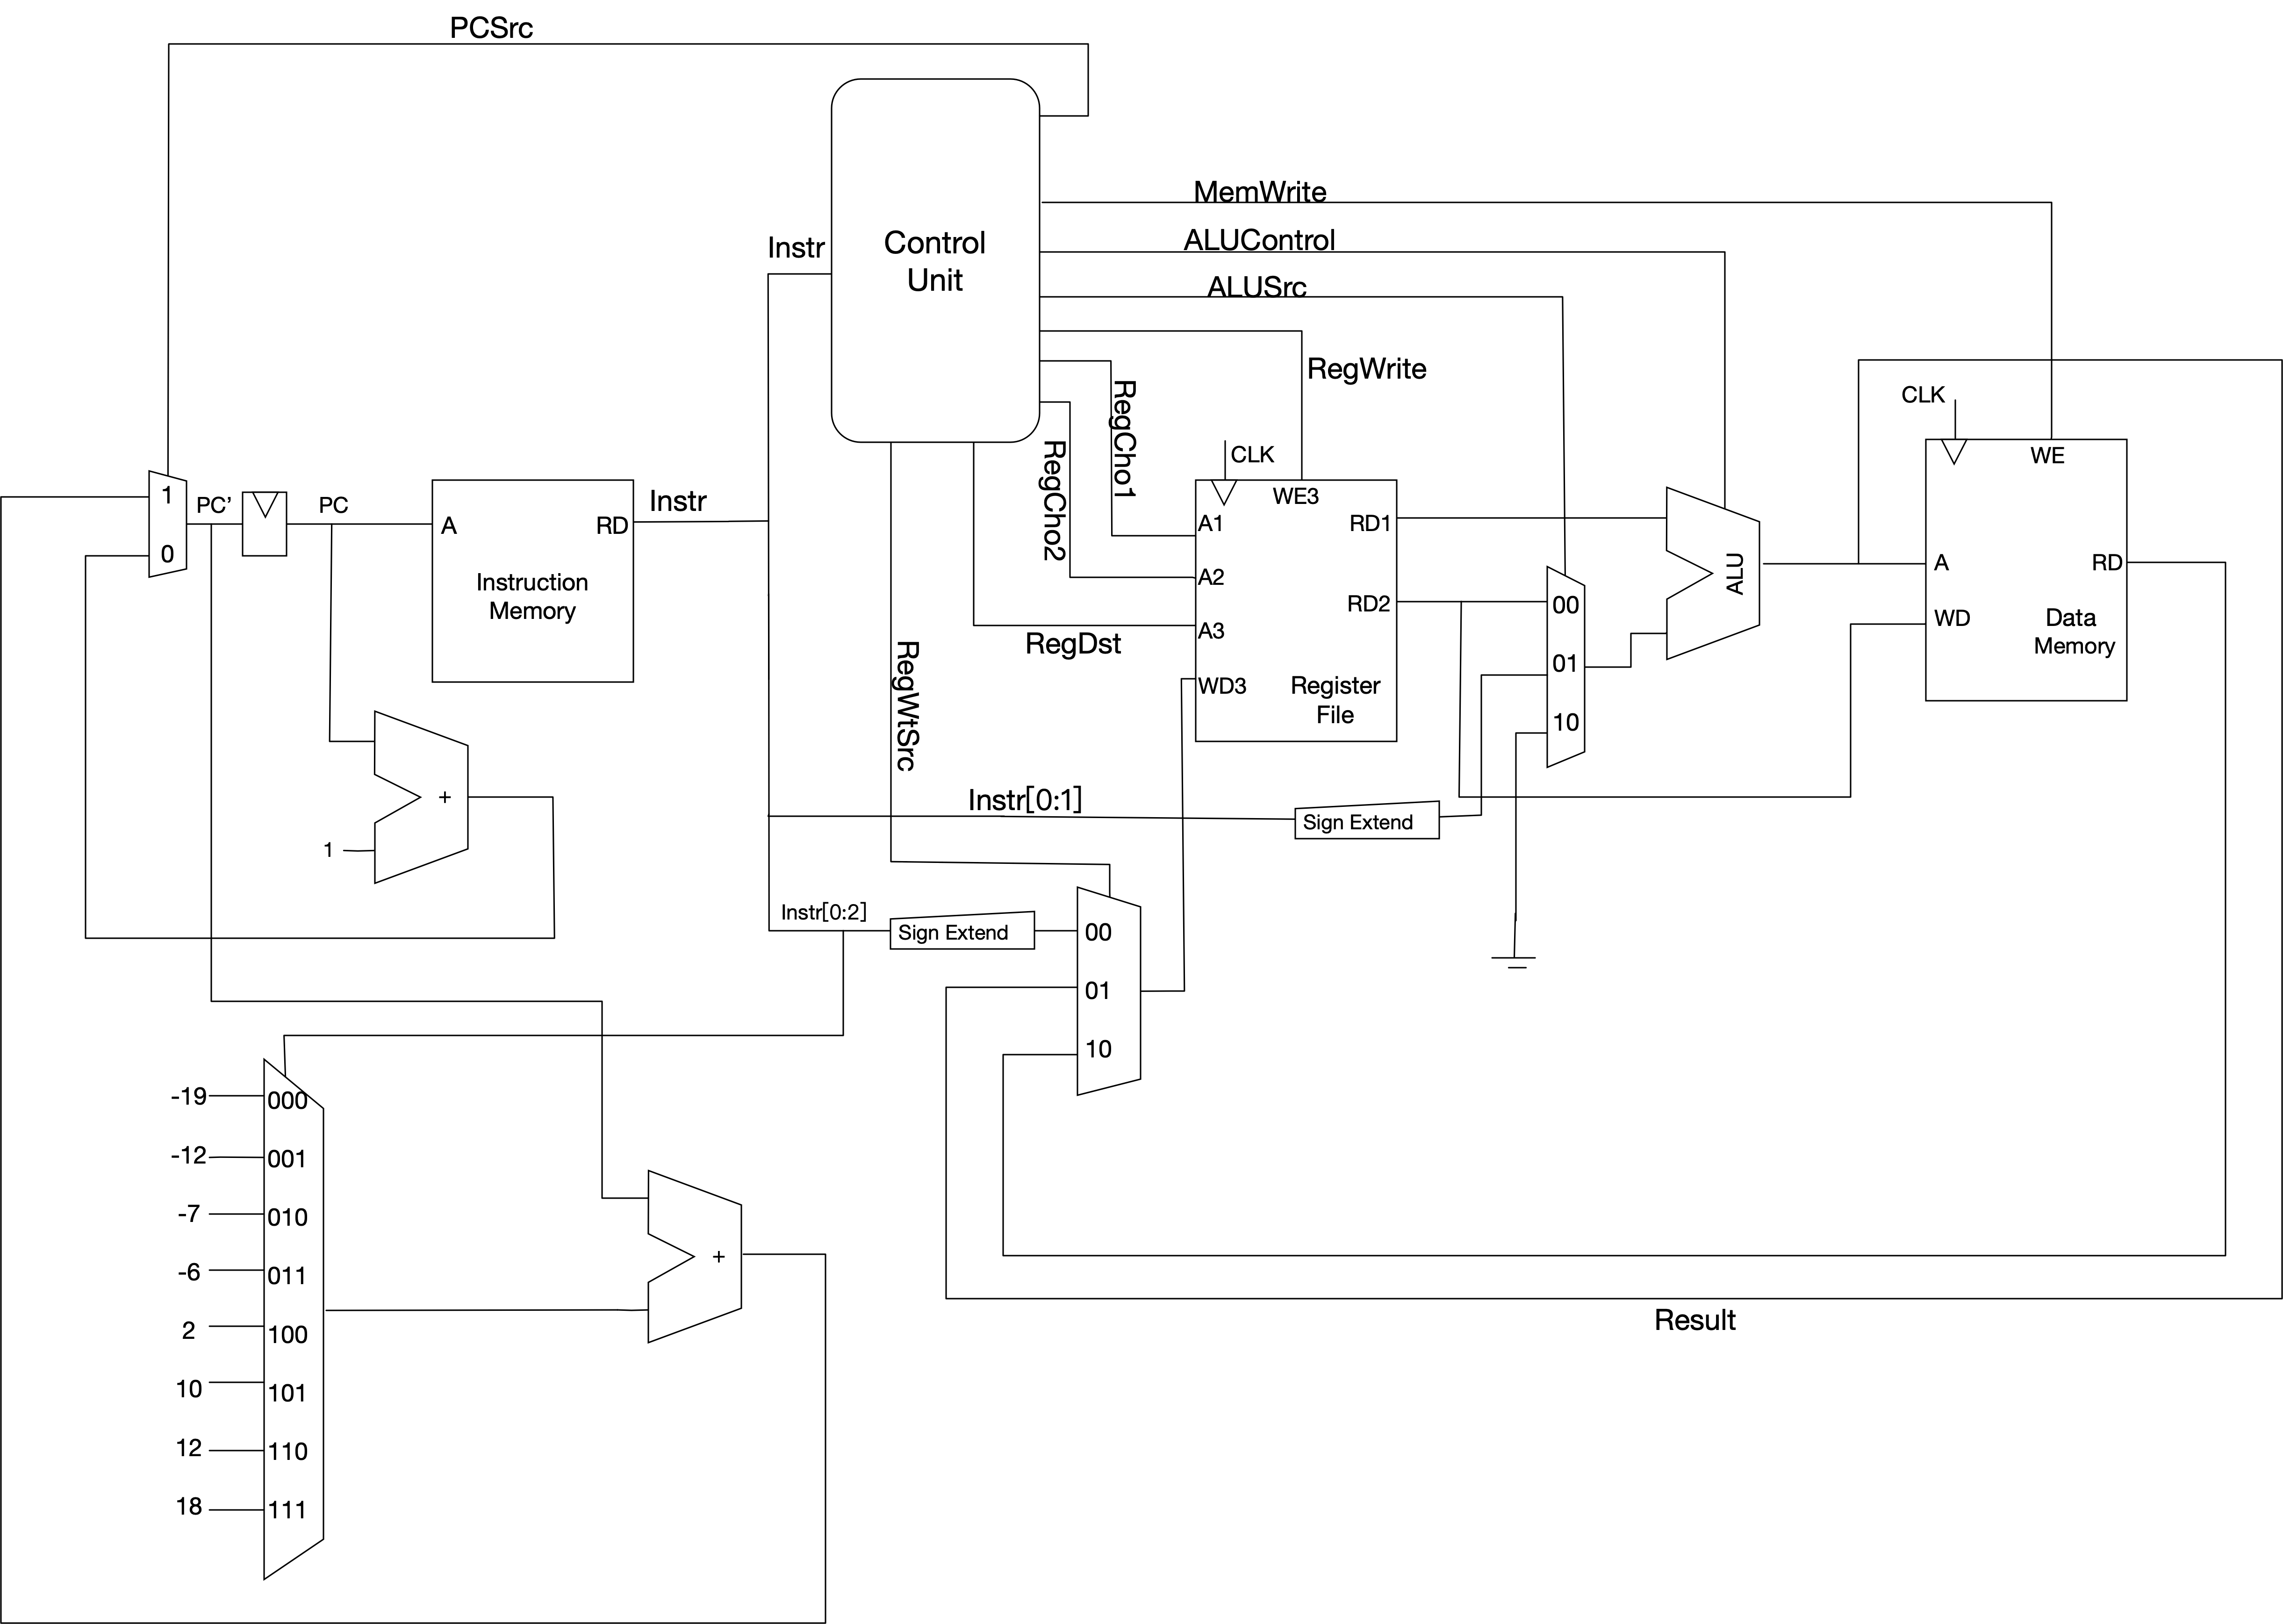 PCSrc
MemWrite
Control
Unit
ALUControl
Instr
ALUSrc
RegWrite
RegCho1
RegCho2
CLK
CLK
WE
WE3
1
PC’
PC
0
A
RD
Instruction
Memory
Instr
A1
A2
A3
WD3
RD1
RD2
Register
File
RegDst
RegWtSrc
00
01
10
ALU
A
WD
RD
Data
Memory
+
1
Instr[0:1]
Sign Extend
Instr[0:2]
Sign Extend
00
01
10
-19
000
-12
001
-7
010
-6
011
2
100
10
101
12
110
18
111
+
Result